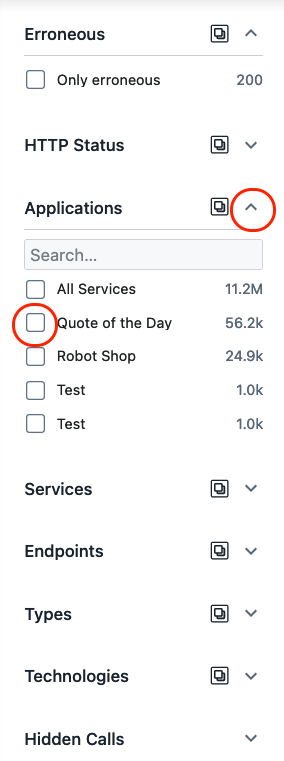 Erroneous
Only erroneous 200
HTTP Status
Applications
Search...
All Services 11.2M
Quote of the Day 56.2k
Robot Shop 24.9k
Test 1.0k
Test 1.0k
Services
Endpoints
Types
Technologies
Hidden Calls